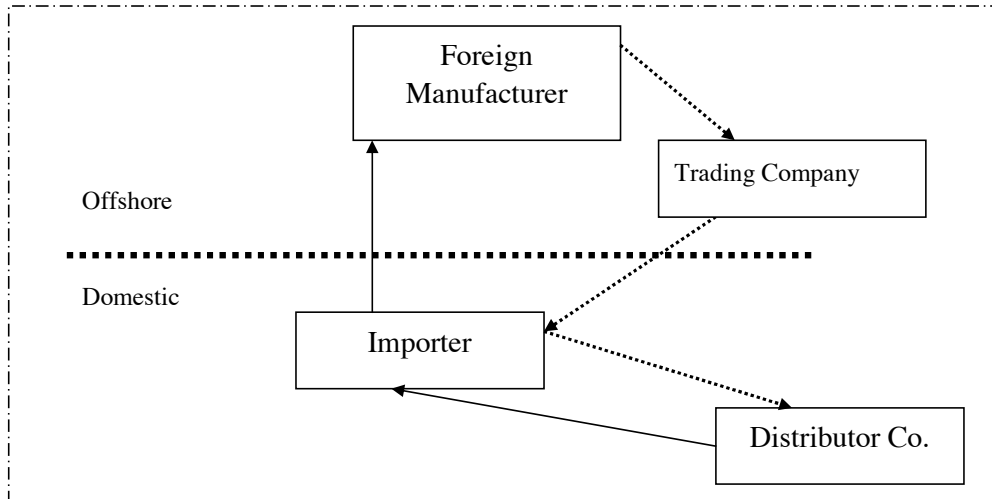 Foreign
Manufacturer
Trading Company
Offshore
Domestic
Importer
Distributor Co.